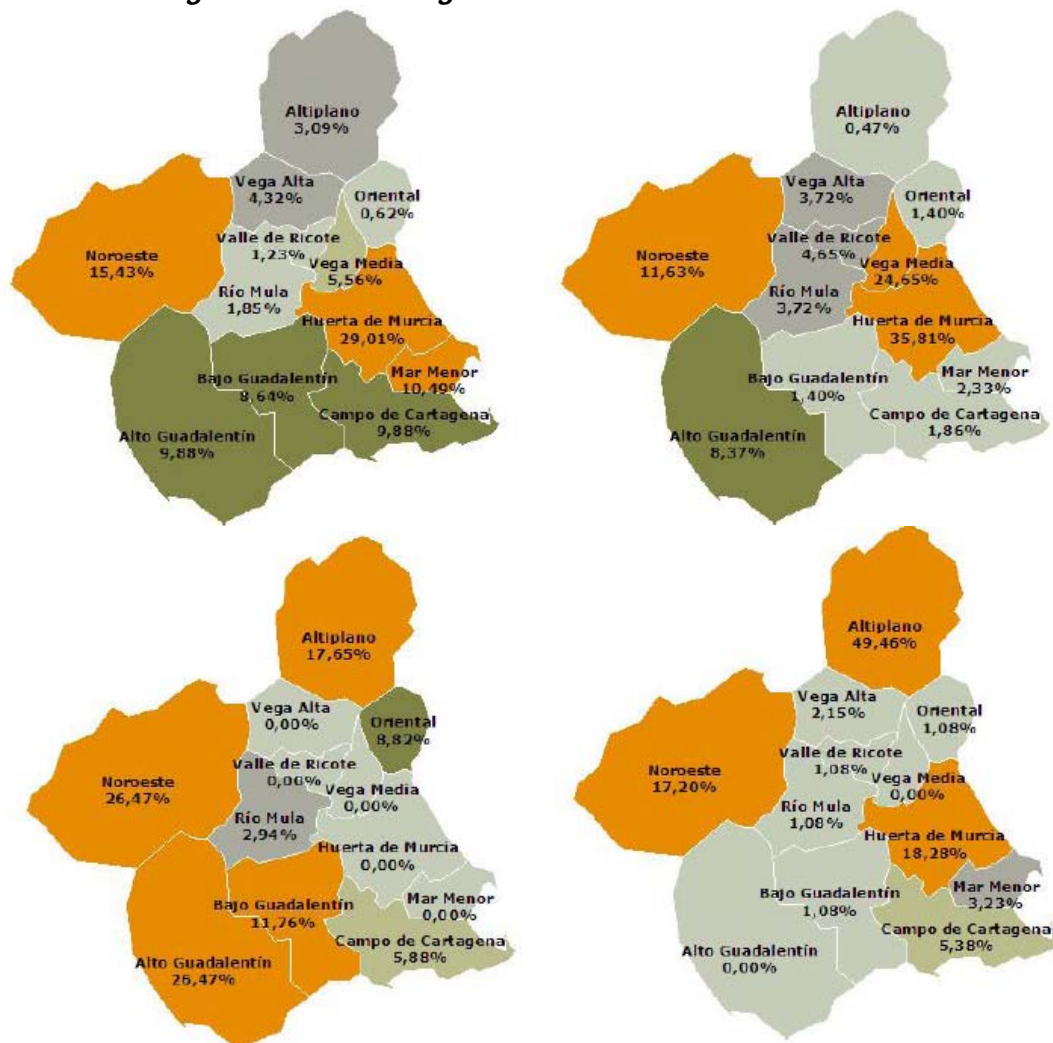 Altiplano
3,09%
Vega Alta
4,32%
Oriental
0,62%
Valle de Ricote
1,23%
Vega Media
5,56%
Noroeste
15,43%
Río Mula
1,85%
Huerta de Murcia
29,01%
Mar Menor
10,49%
Bajo Guadalentín
8,64%
Campo de Cartagena
9,88%
Alto Guadalentín
9,88%
Altiplano
0,47%
Vega Alta
3,72%
Oriental
1,40%
Valle de Ricote
4,65%
Vega Media
24,65%
Noroeste
11,63%
Río Mula
3,72%
Huerta de Murcia
35,81%
Mar Menor
2,33%
Bajo Guadalentín
1,40%
Campo de Cartagena
1,86%
Alto Guadalentín
8,37%
Altiplano
17,65%
Vega Alta
0,00%
Oriental
8,82%
Valle de Ricote
0,00%
Vega Media
0,00%
Noroeste
26,47%
Río Mula
2,94%
Huerta de Murcia
0,00%
Mar Menor
0,00%
Bajo Guadalentín
11,76%
Campo de Cartagena
5,88%
Alto Guadalentín
26,47%
Altiplano
49,46%
Vega Alta
2,15%
Oriental
1,08%
Valle de Ricote
1,08%
Vega Media
0,00%
Noroeste
17,20%
Río Mula
1,08%
Huerta de Murcia
18,28%
Mar Menor
3,23%
Bajo Guadalentín
1,08%
Campo de Cartagena
5,38%
Alto Guadalentín
0,00%